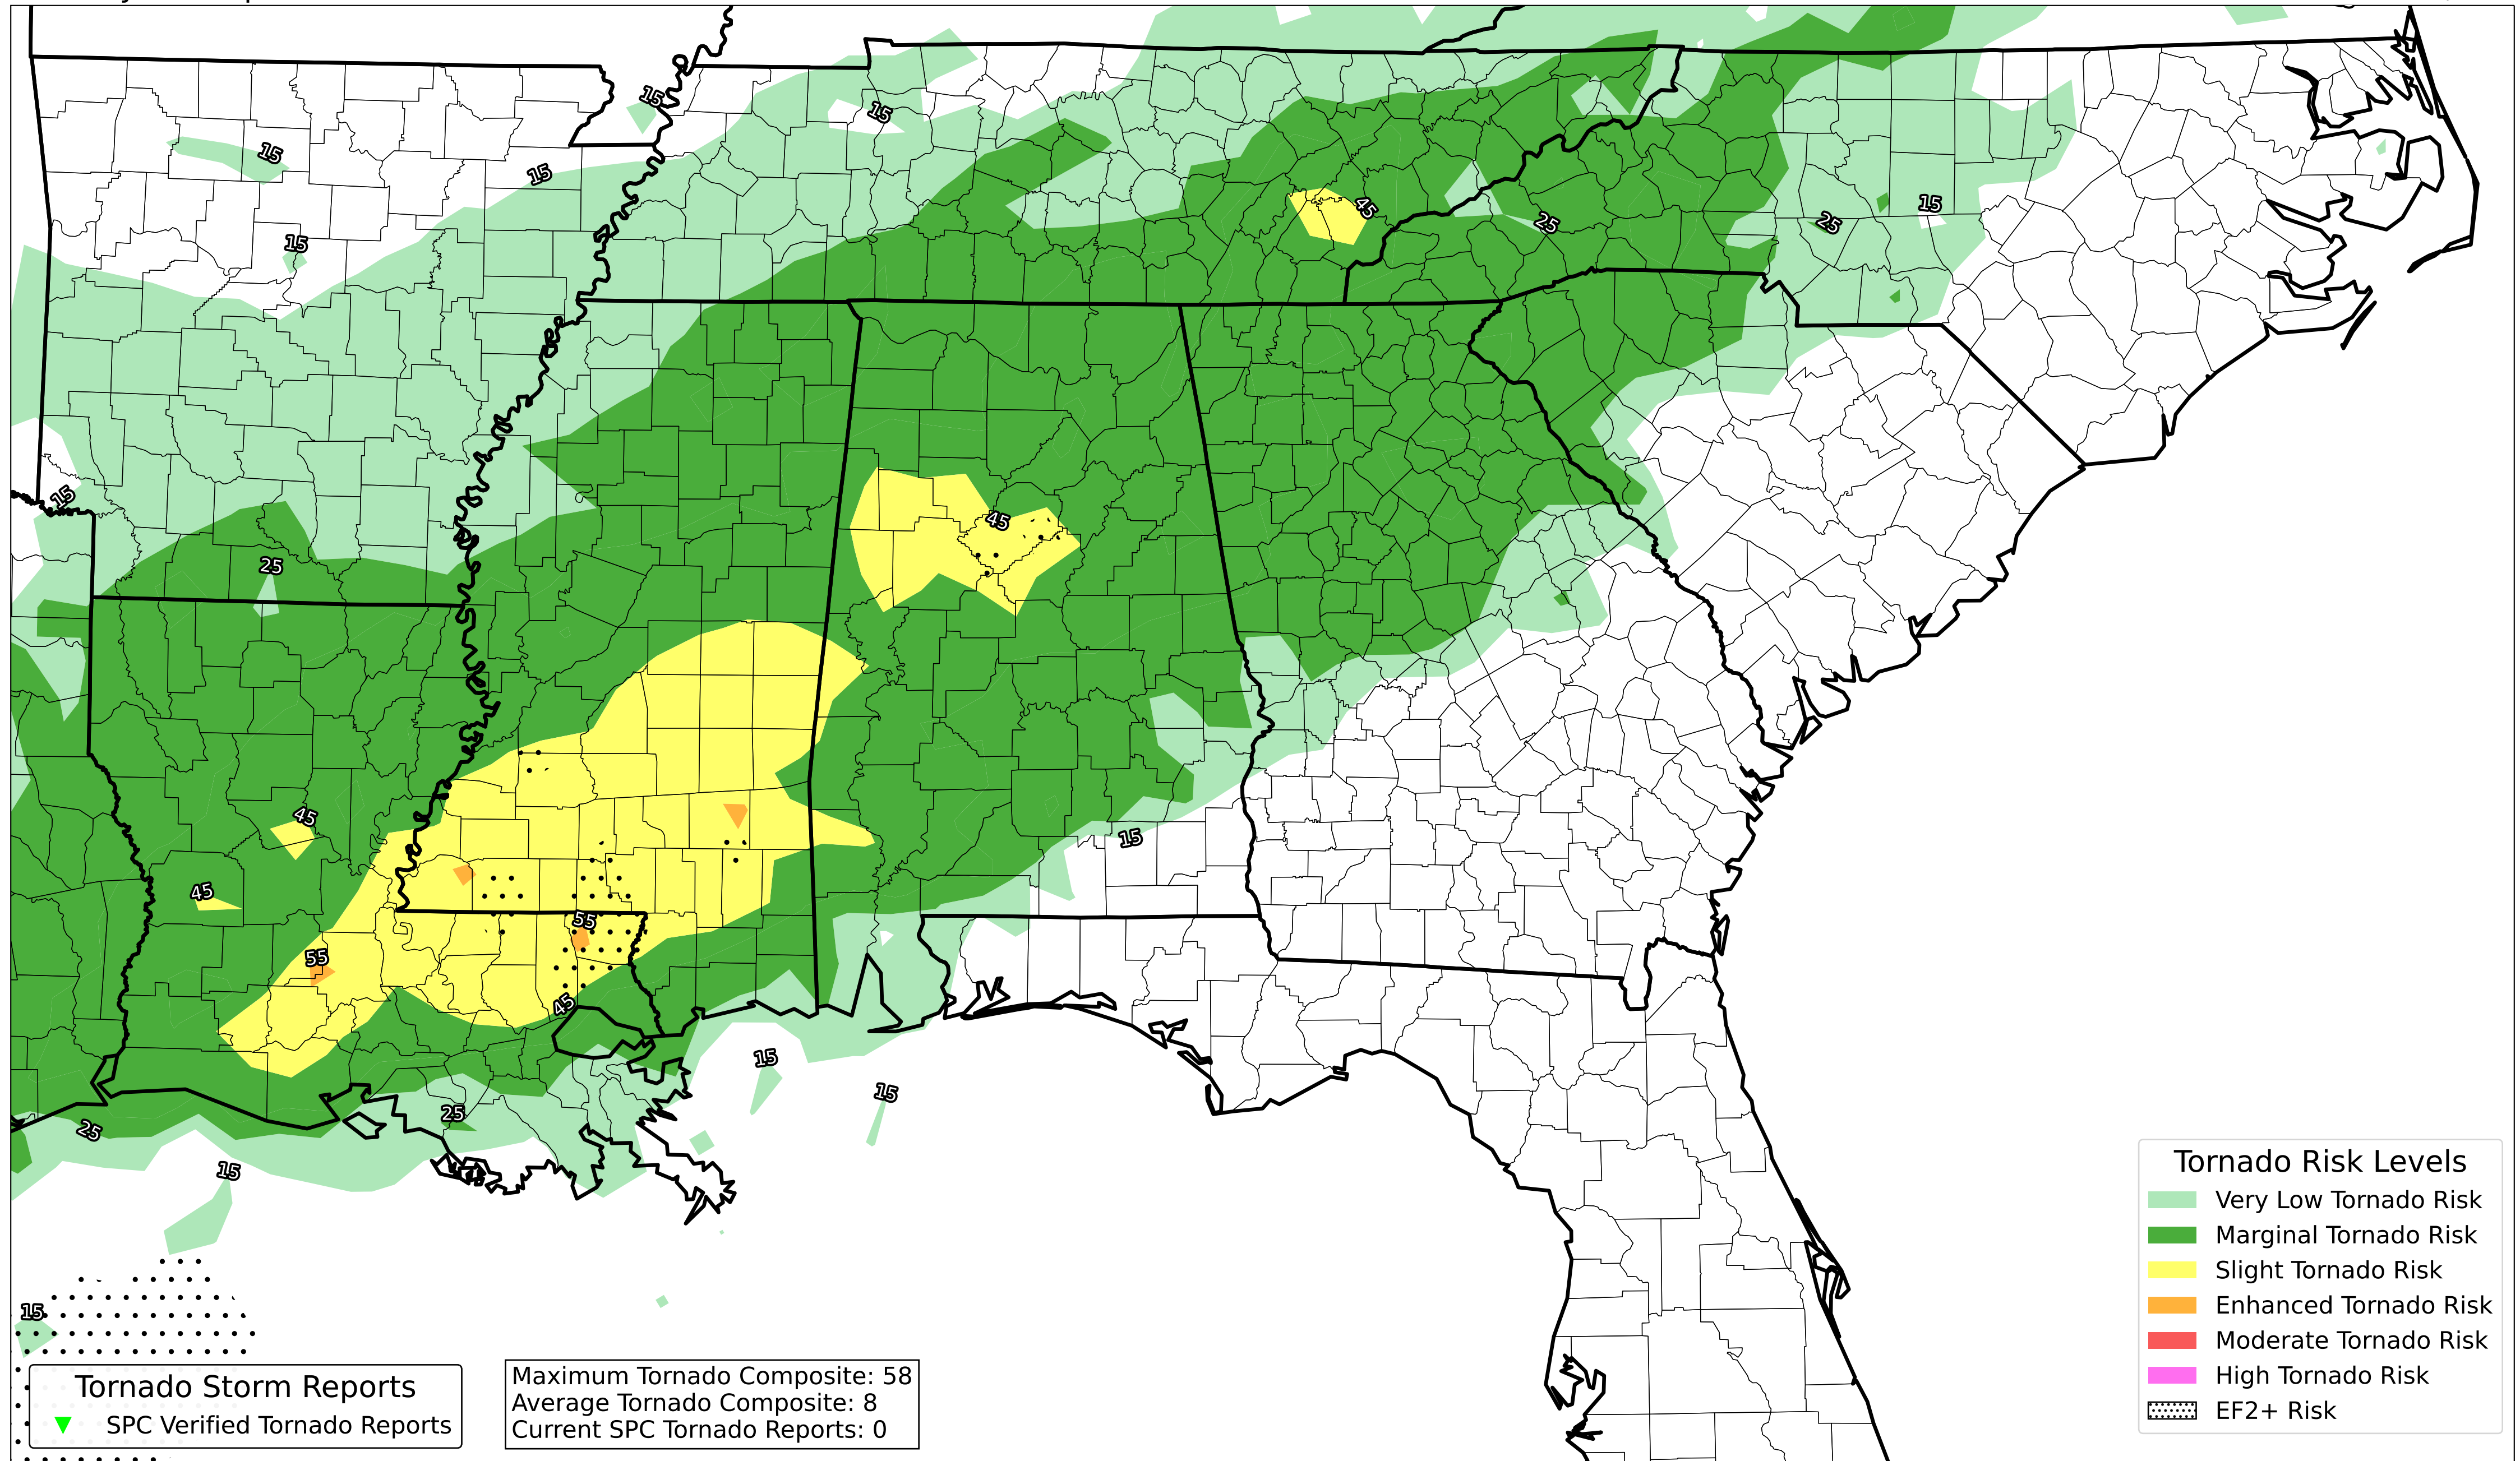 15
15
15
15
15
45
15
25
25
15
45
25
45
45
55
55
45
15
15
15
25
25
15
15
Tornado Storm Reports
SPC Verified Tornado Reports
Maximum Tornado Composite: 58
Average Tornado Composite: 8
Current SPC Tornado Reports: 0
Tornado Risk Levels
Very Low Tornado Risk
Marginal Tornado Risk
Slight Tornado Risk
Enhanced Tornado Risk
Moderate Tornado Risk
High Tornado Risk
EF2+ Risk